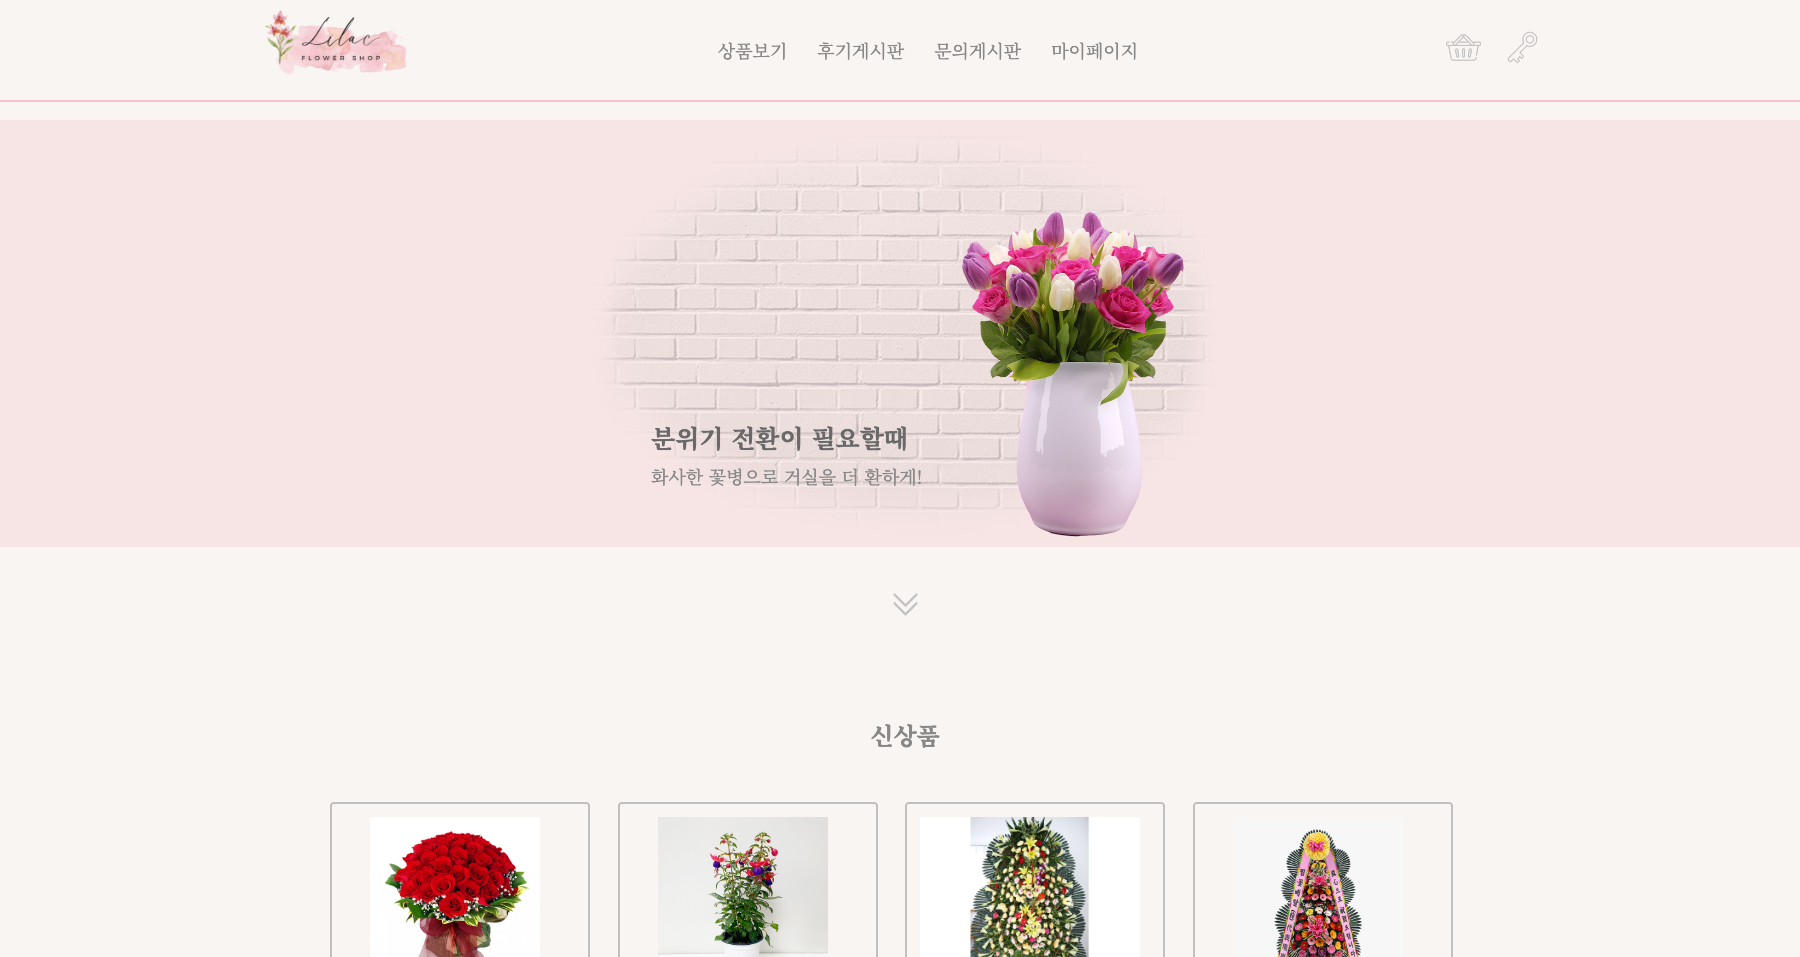 Lilac
FLOWER SHOP
상품보기 후기게시판 문의게시판 마이페이지
분위기 전환이 필요할때
화사한 꽃병으로 거실을 더 환하게!
신상품